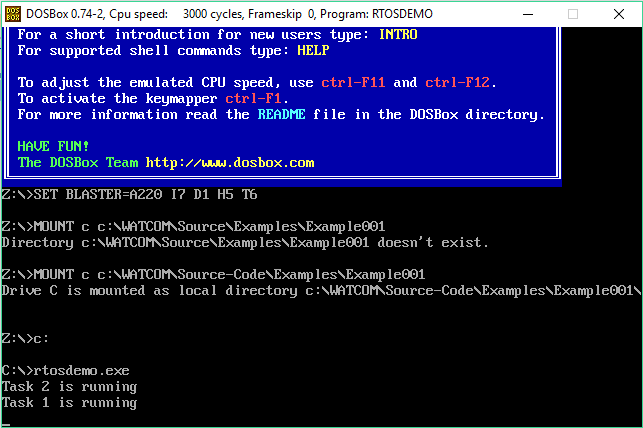 DOSBox 0.74-2, Cpu speed:    3000 cycles, Frameskip  0, Program: RTOSDEMO
For a short introduction for new users type: INTRO
For supported shell commands type: HELP
To adjust the emulated CPU speed, use ctrl-F11 and ctrl-F12.
To activate the keymapper ctrl-F1.
For more information read the README file in the DOSBox directory.
HAVE FUN!
The DOSBox Team http://www.dosbox.com
Z:\>SET BLASTER=A220 I7 D1 H5 T6
Z:\>MOUNT c c:\WATCOM\Source\Examples\Example001
Directory c:\WATCOM\Source\Examples\Example001 doesn't exist.
Z:\>MOUNT c c:\WATCOM\Source-Code\Examples\Example001
Drive C is mounted as local directory c:\WATCOM\Source-Code\Examples\Example001\
Z:\>c:
C:\>rtosdemo.exe
Task 2 is running
Task 1 is running